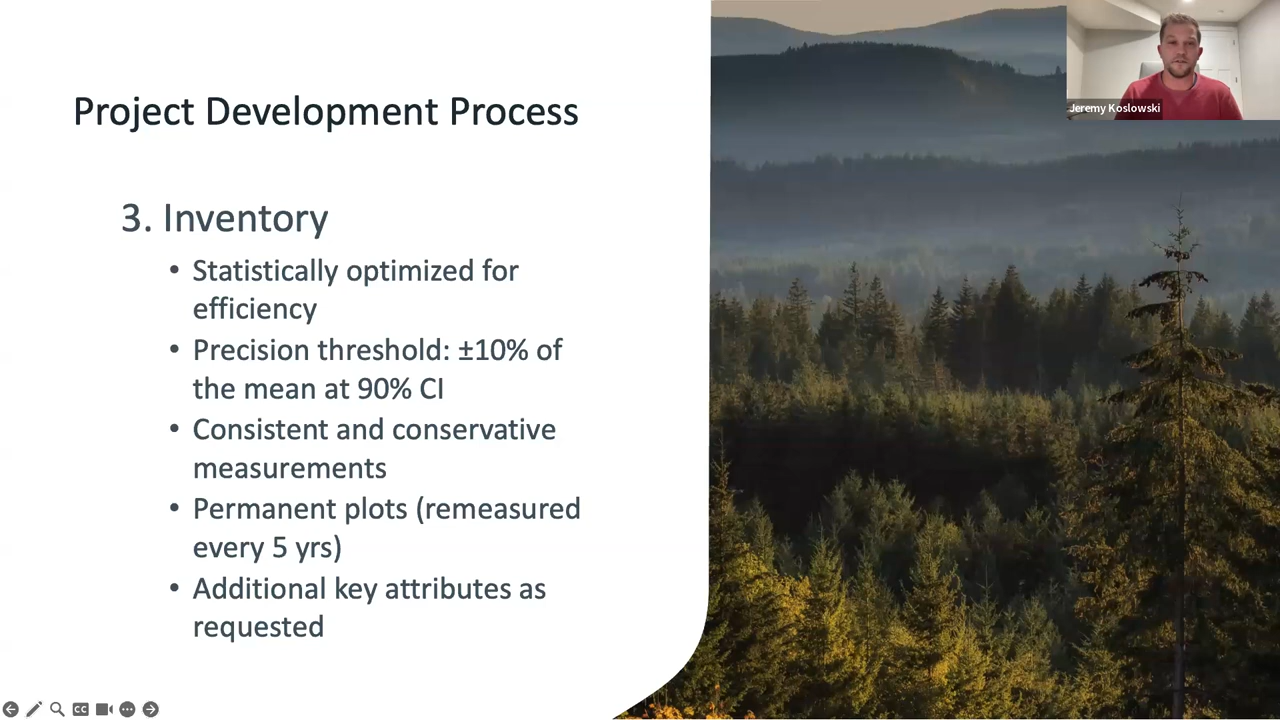 Project Development Process
Jeremy Koslowski
3. Inventory
• Statistically optimized for
efficiency
• Precision threshold: ±10% of
the mean at 90% CI
• Consistent and conservative
measurements
• Permanent plots (remeasured
every 5 yrs)
• Additional key attributes as
requested
CC